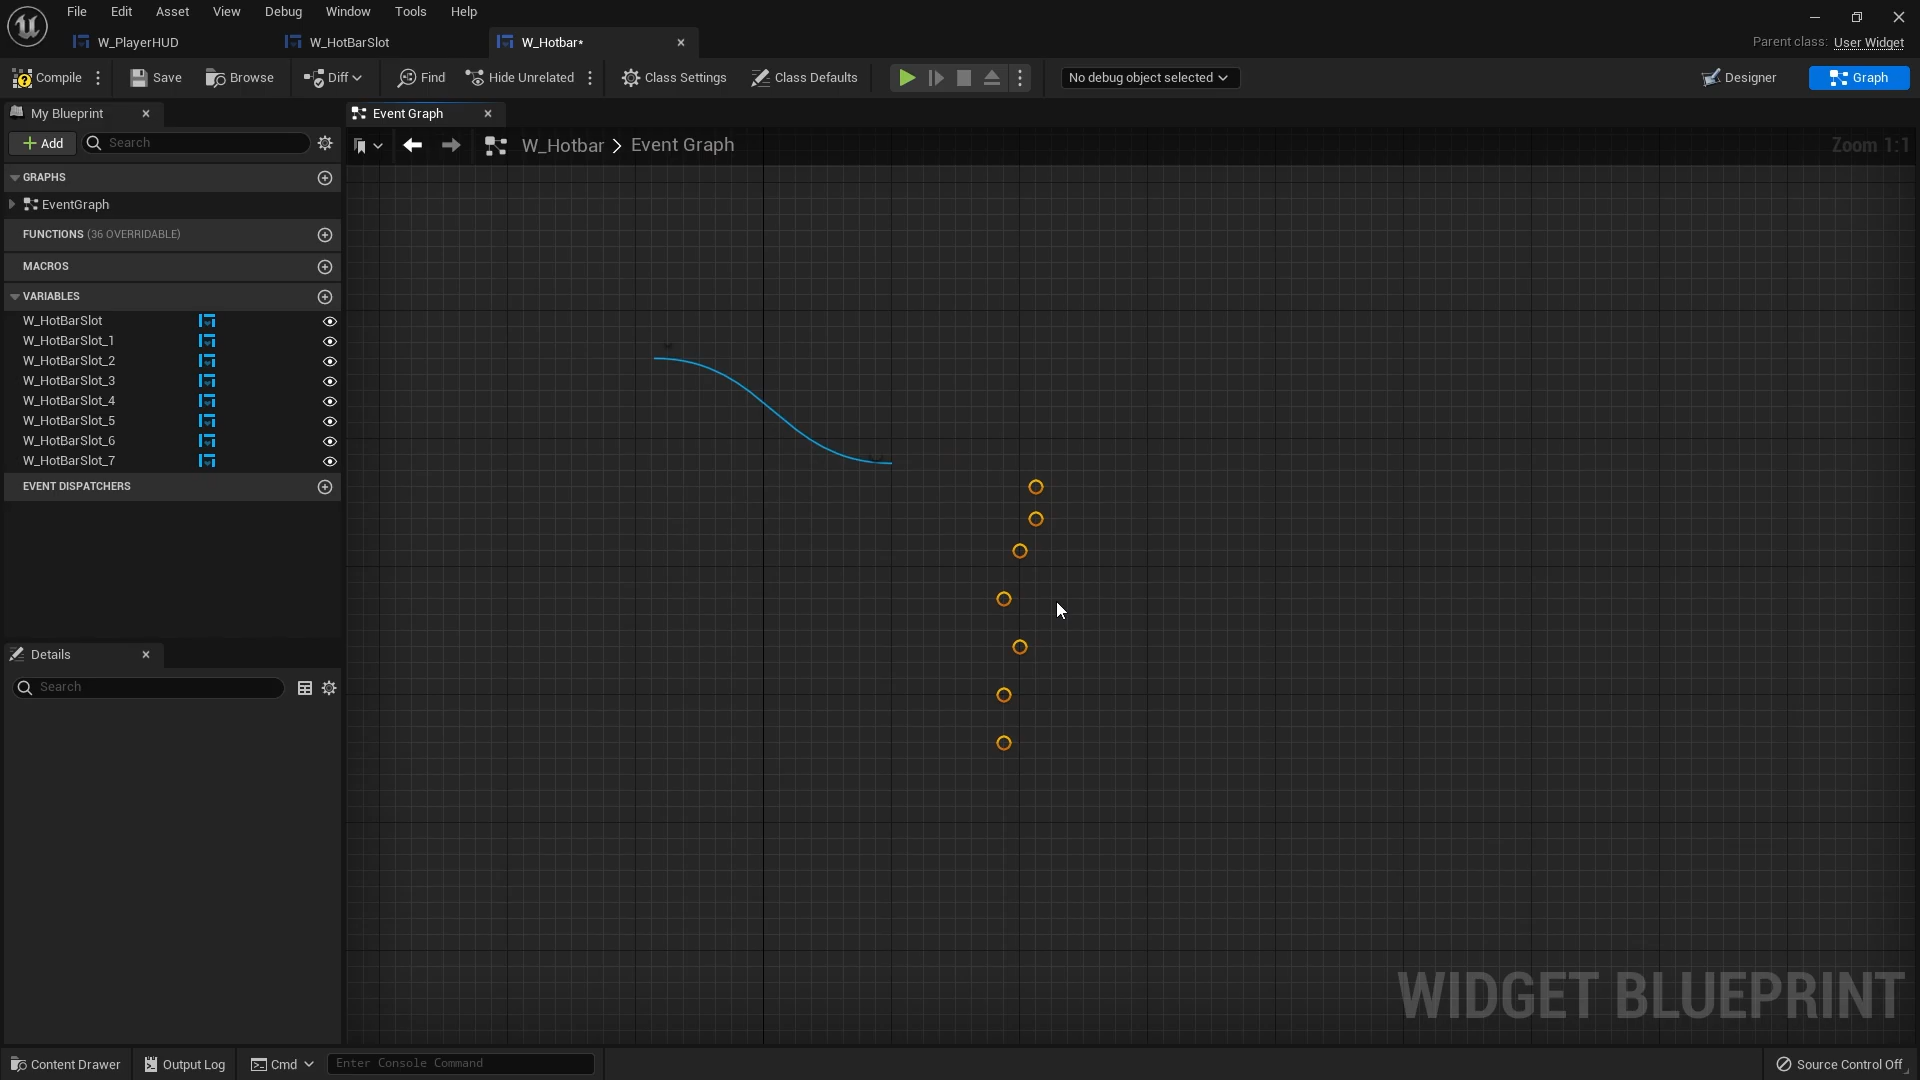 File Edit Asset View Debug Window Tools Help
W_PlayerHUD W_HotBarSlot W_Hotbar*
Parent class: User Widget
Compile Save Browse Diff Find Hide Unrelated Class Settings Class Defaults No debug object selected Designer Graph
My Blueprint
Event Graph
Add Search
W_Hotbar > Event Graph
Zoom 1:1
GRAPHS
EventGraph
FUNCTIONS (36 OVERRIDABLE)
MACROS
VARIABLES
W_HotBarSlot
W_HotBarSlot_1
W_HotBarSlot_2
W_HotBarSlot_3
W_HotBarSlot_4
W_HotBarSlot_5
W_HotBarSlot_6
W_HotBarSlot_7
EVENT DISPATCHERS
Details
Search
WIDGET BLUEPRINT
Content Drawer Output Log Cmd Enter Console Command Source Control Off